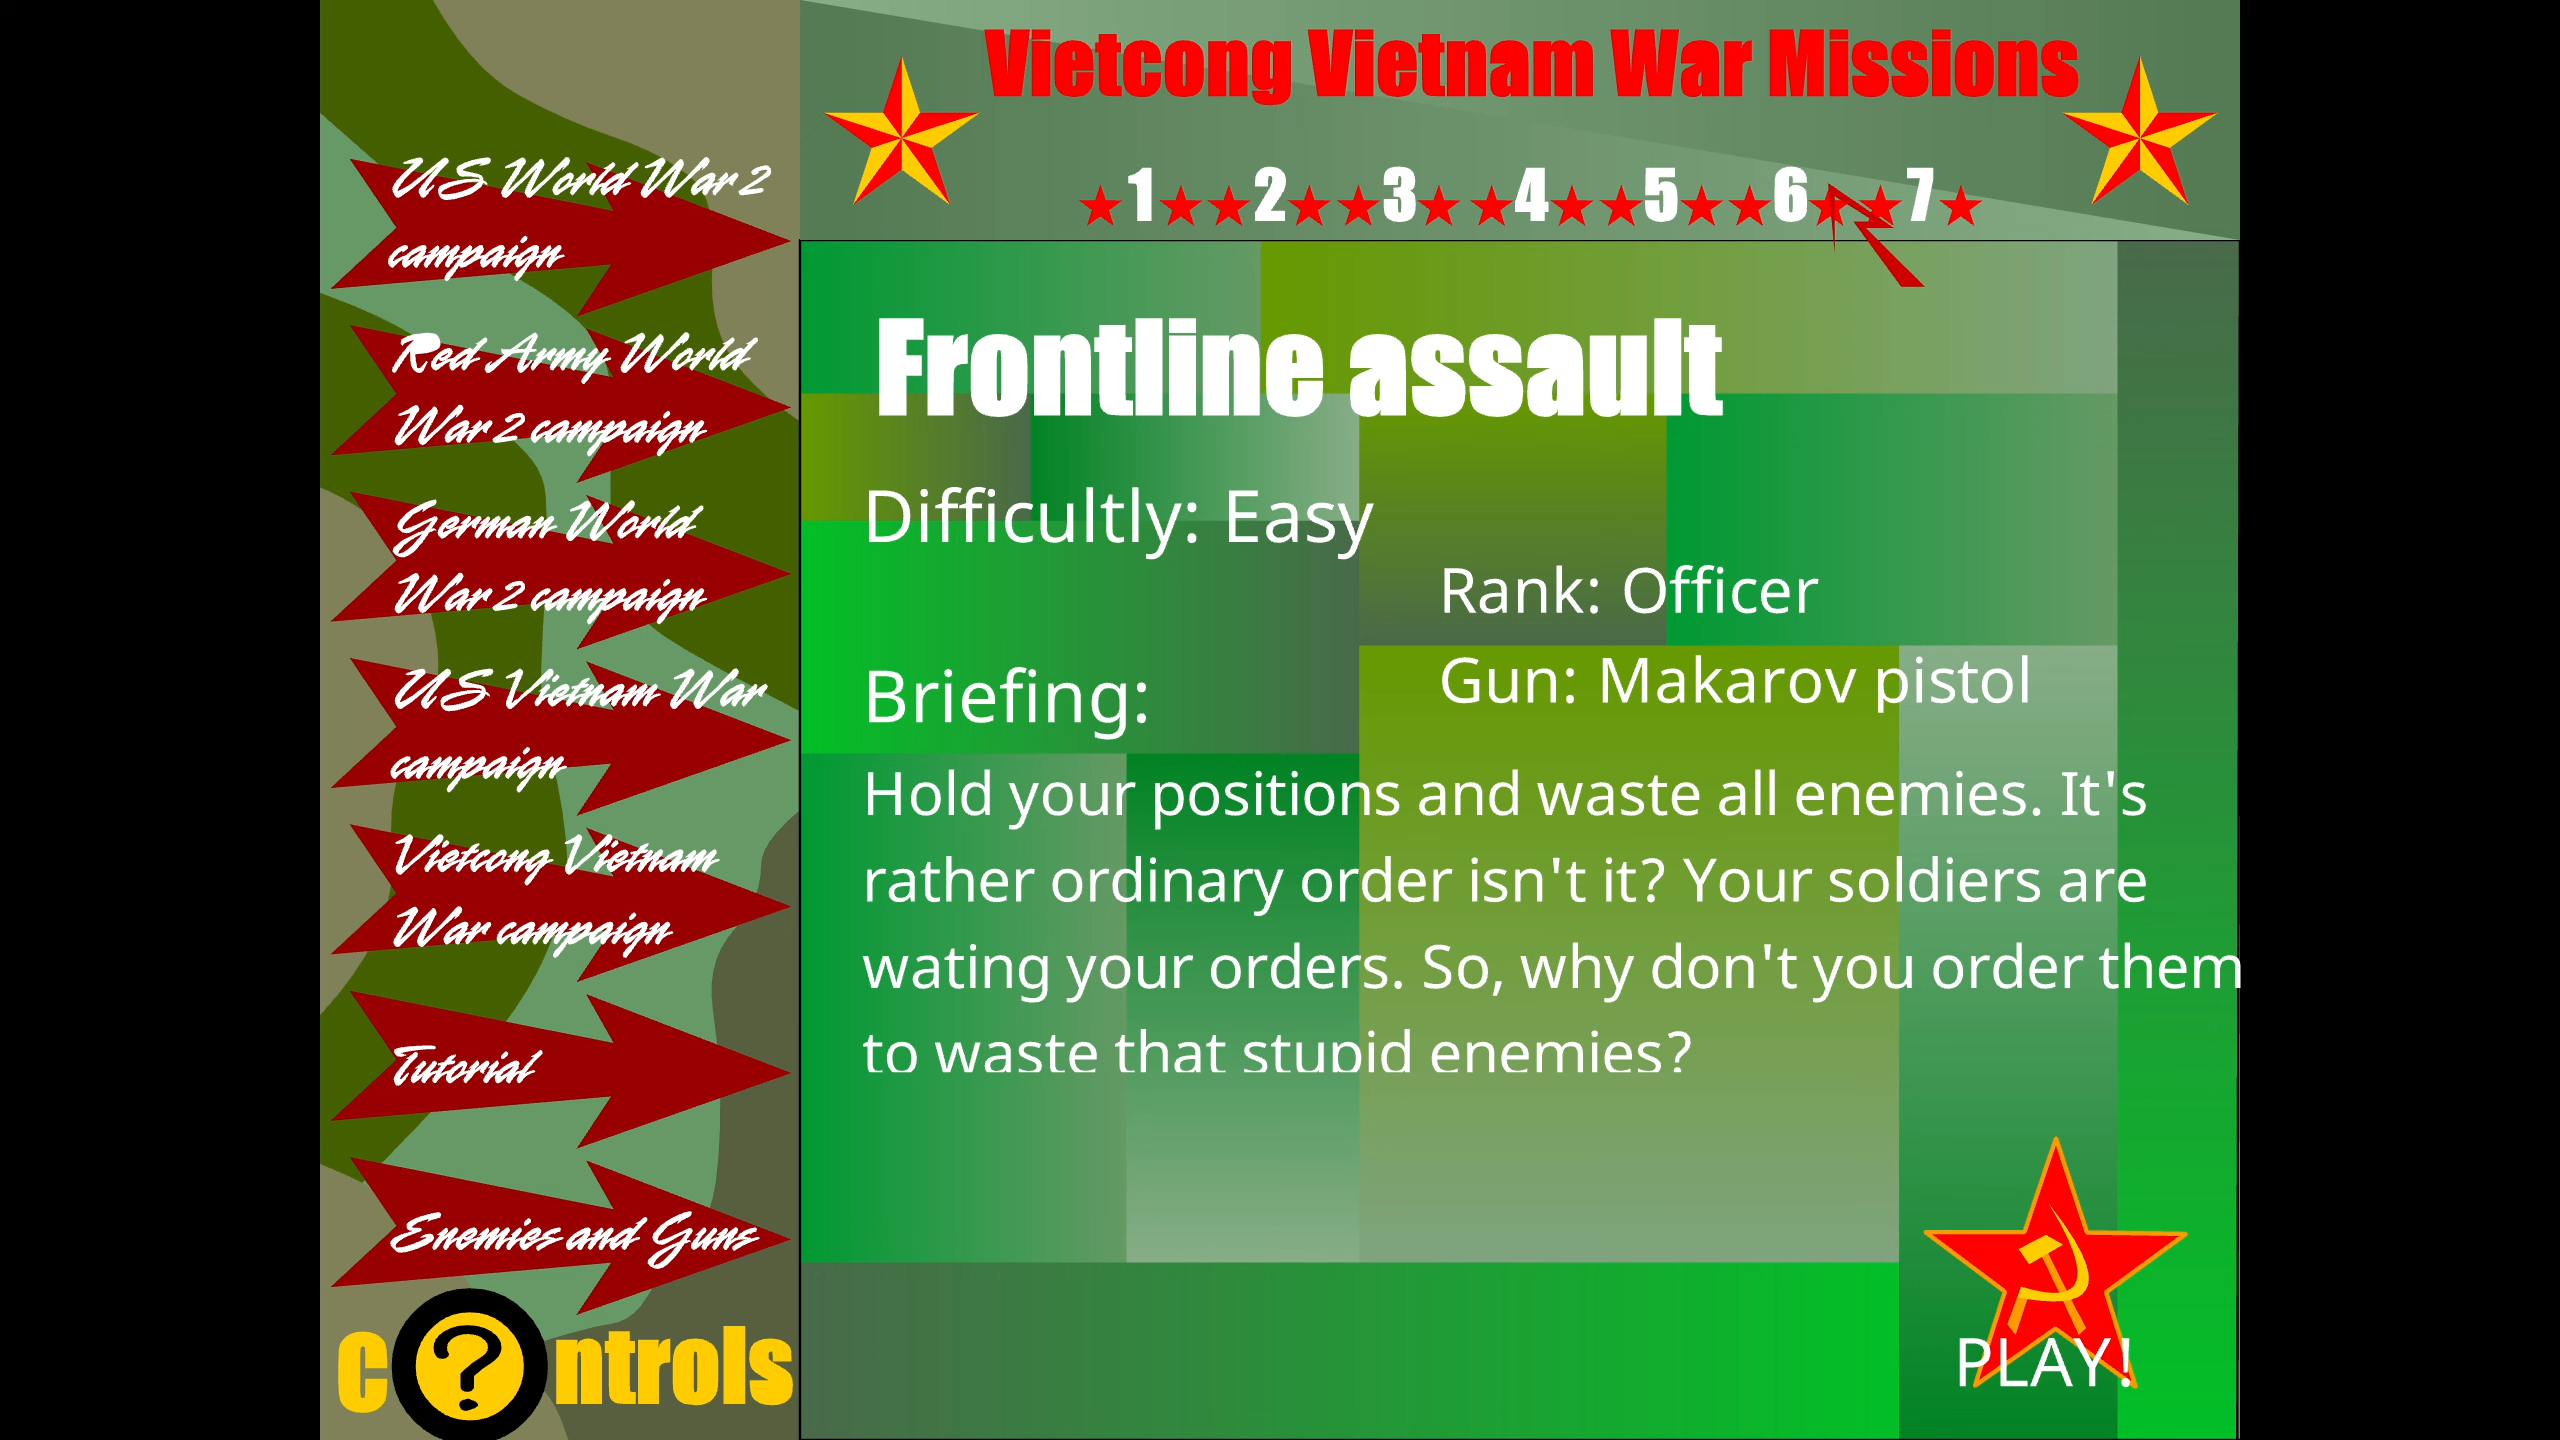 Vietcong Vietnam War Missions
1 2 3 4 5 6 7
US World War 2
campaign
Red Army World
War 2 campaign
German World
War 2 campaign
US Vietnam War
campaign
Vietcong Vietnam
War campaign
Tutorial
Enemies and Guns
C?ntrols
Frontline assault
Difficultly: Easy
Rank: Officer
Gun: Makarov pistol
Briefing:
Hold your positions and waste all enemies. It's
rather ordinary order isn't it? Your soldiers are
wating your orders. So, why don't you order them
to waste that stupid enemies?
PLAY!